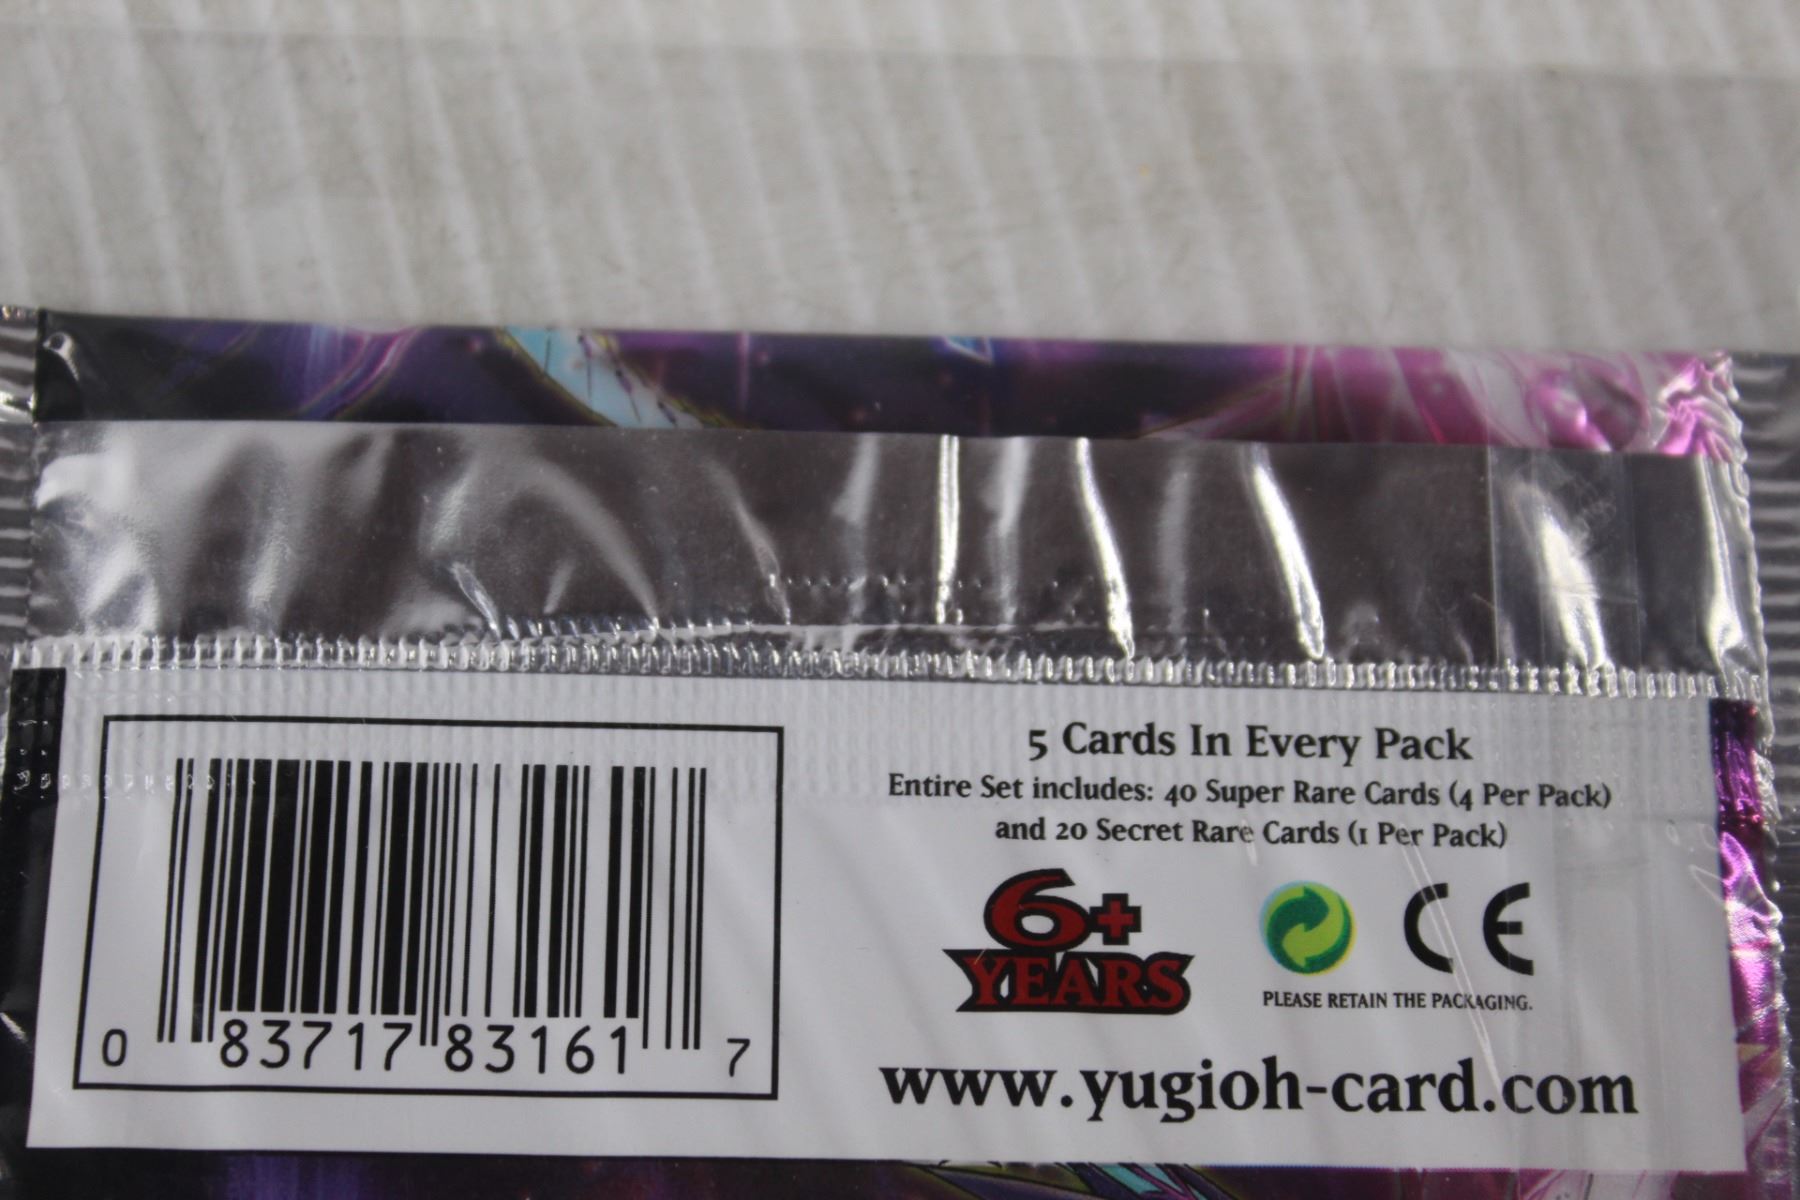 5 Cards In Every Pack
Entire Set includes: 40 Super Rare Cards (4 Per Pack)
and 20 Secret Rare Cards (1 Per Pack)
6+
YEARS
CE
PLEASE RETAIN THE PACKAGING.
www.yugioh-card.com
0 83717 83161 7